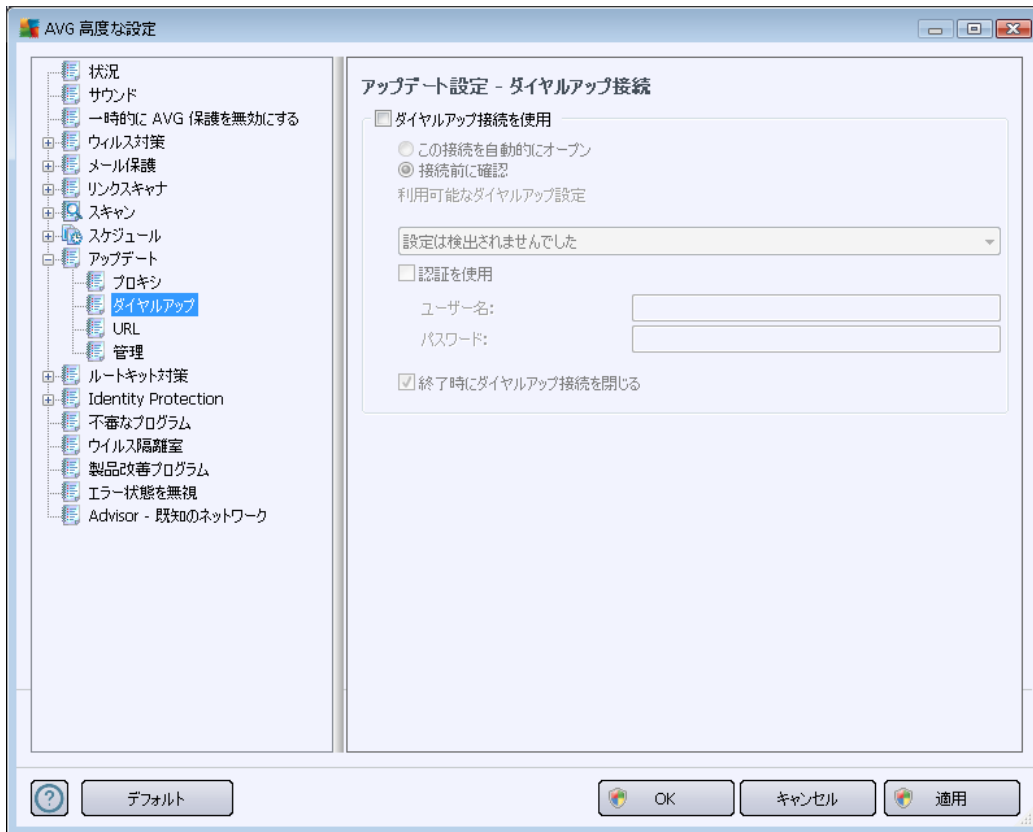 AVG 高度な設定
状況
サウンド
一時的に AVG 保護を無効にする
ウィルス対策
メール保護
リンクスキャナ
スキャン
スケジュール
アップデート
プロキシ
ダイヤルアップ
URL
管理
ルートキット対策
Identity Protection
不審なプログラム
ウイルス隔離室
製品改善プログラム
エラー状態を無視
Advisor - 既知のネットワーク
アップデート設定 - ダイヤルアップ接続
ダイヤルアップ接続を使用
この接続を自動的にオープン
接続前に確認
利用可能なダイヤルアップ設定
設定は検出されませんでした
認証を使用
ユーザー名:
パスワード:
終了時にダイヤルアップ接続を閉じる
デフォルト
OK
キャンセル
適用